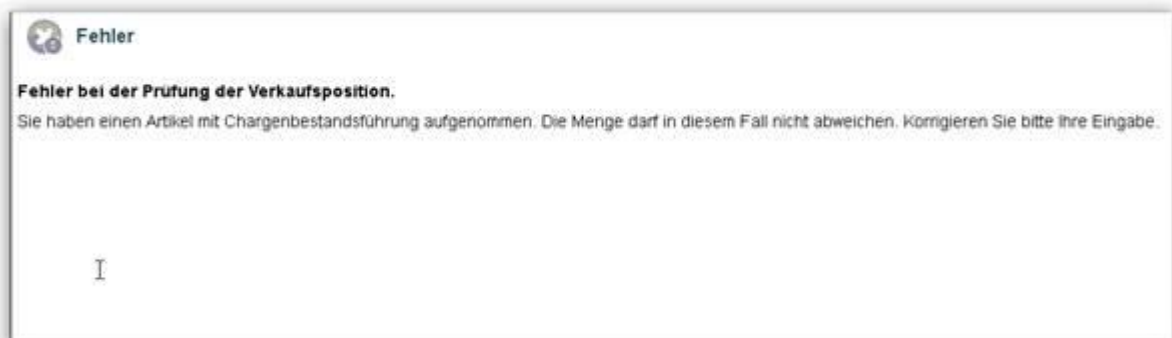 Fehler
Fehler bei der Prüfung der Verkaufsposition.
Sie haben einen Artikel mit Chargenbestandsführung aufgenommen. Die Menge darf in diesem Fall nicht abweichen. Korrigieren Sie bitte Ihre Eingabe.